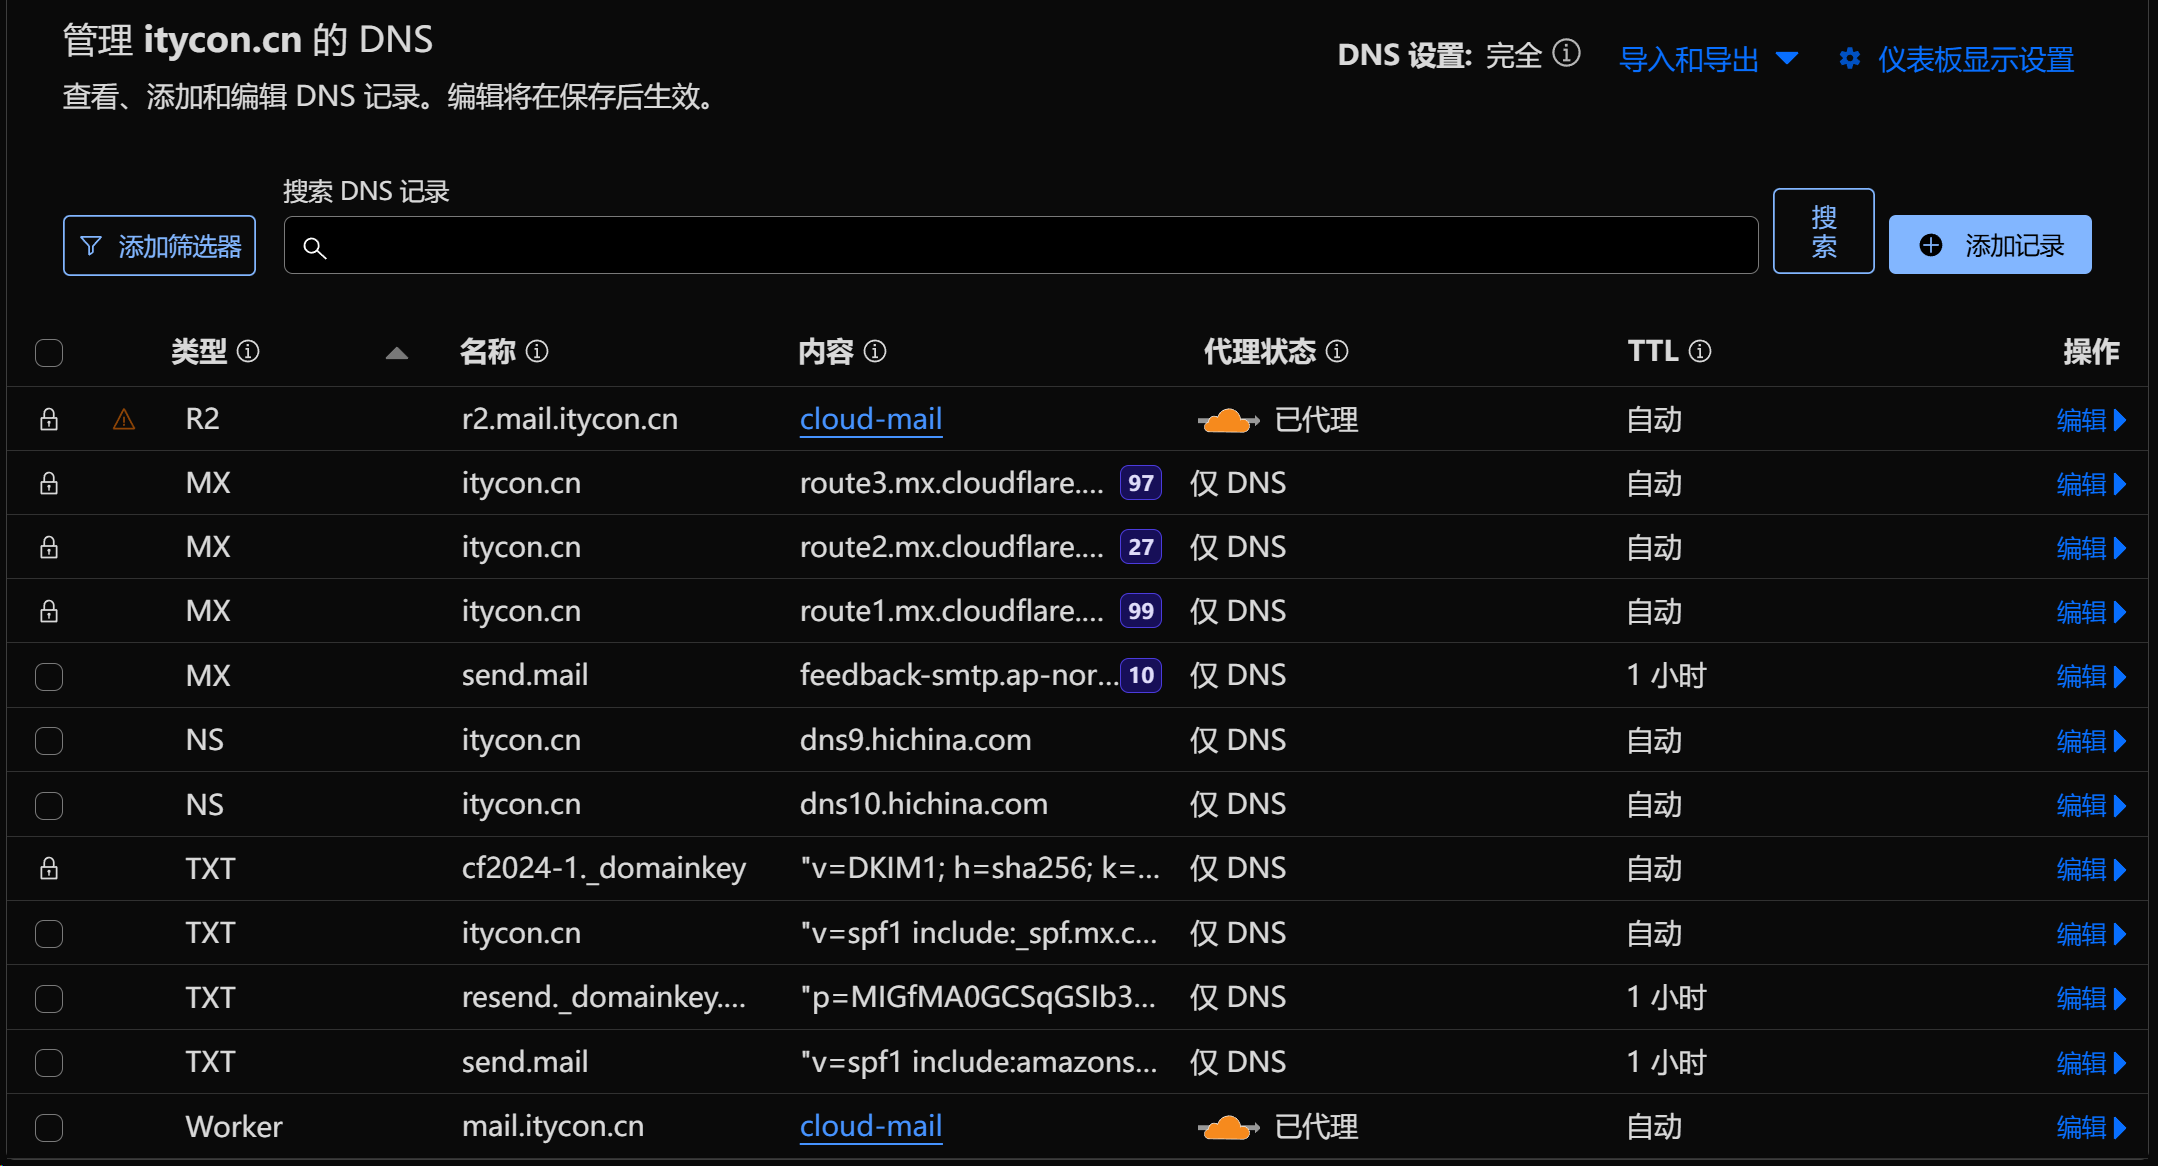 管理 itycon.cn 的 DNS
查看、添加和编辑 DNS 记录。编辑将在保存后生效。
DNS 设置: 完全 导入和导出 仪表板显示设置
搜索 DNS 记录
添加筛选器
搜索
添加记录
类型 名称 内容 代理状态 TTL 操作
R2 r2.mail.itycon.cn cloud-mail 已代理 自动 编辑
MX itycon.cn route3.mx.cloudflare.... 97 仅 DNS 自动 编辑
MX itycon.cn route2.mx.cloudflare.... 27 仅 DNS 自动 编辑
MX itycon.cn route1.mx.cloudflare.... 99 仅 DNS 自动 编辑
MX send.mail feedback-smtp.ap-nor... 10 仅 DNS 1 小时 编辑
NS itycon.cn dns9.hichina.com 仅 DNS 自动 编辑
NS itycon.cn dns10.hichina.com 仅 DNS 自动 编辑
TXT cf2024-1._domainkey "v=DKIM1; h=sha256; k=... 仅 DNS 自动 编辑
TXT itycon.cn "v=spf1 include:_spf.mx.c... 仅 DNS 自动 编辑
TXT resend._domainkey.... "p=MIGfMA0GCSqGSIb3... 仅 DNS 1 小时 编辑
TXT send.mail "v=spf1 include:amazons... 仅 DNS 1 小时 编辑
Worker mail.itycon.cn cloud-mail 已代理 自动 编辑